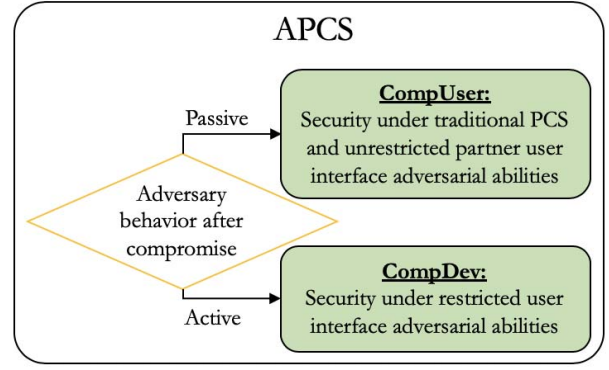 APCS
Passive
CompUser:
Security under traditional PCS
and unrestricted partner user
interface adversarial abilities
Adversary
behavior after
compromise
Active
CompDev:
Security under restricted user
interface adversarial abilities